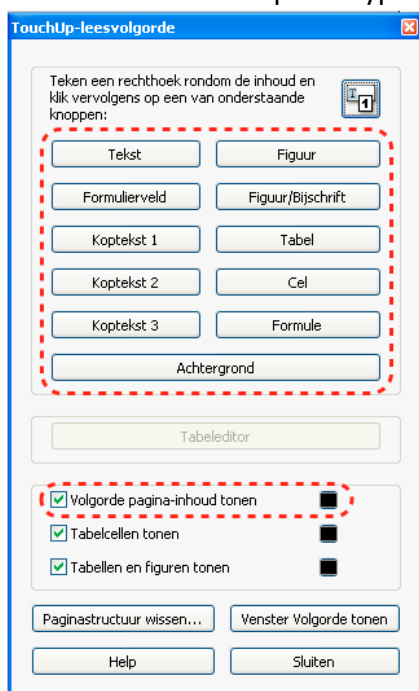 TouchUp-leesvolgorde
Teken een rechthoek rondom de inhoud en
klik vervolgens op een van onderstaande
knoppen:
T 1
Tekst Figuur
Formulierveld Figuur/Bijschrift
Koptekst 1 Tabel
Koptekst 2 Cel
Koptekst 3 Formule
Achtergrond
Tabeleditor
Volgorde pagina-inhoud tonen
Tabelcellen tonen
Tabellen en figuren tonen
Paginastructuur wissen... Venster Volgorde tonen
Help Sluiten